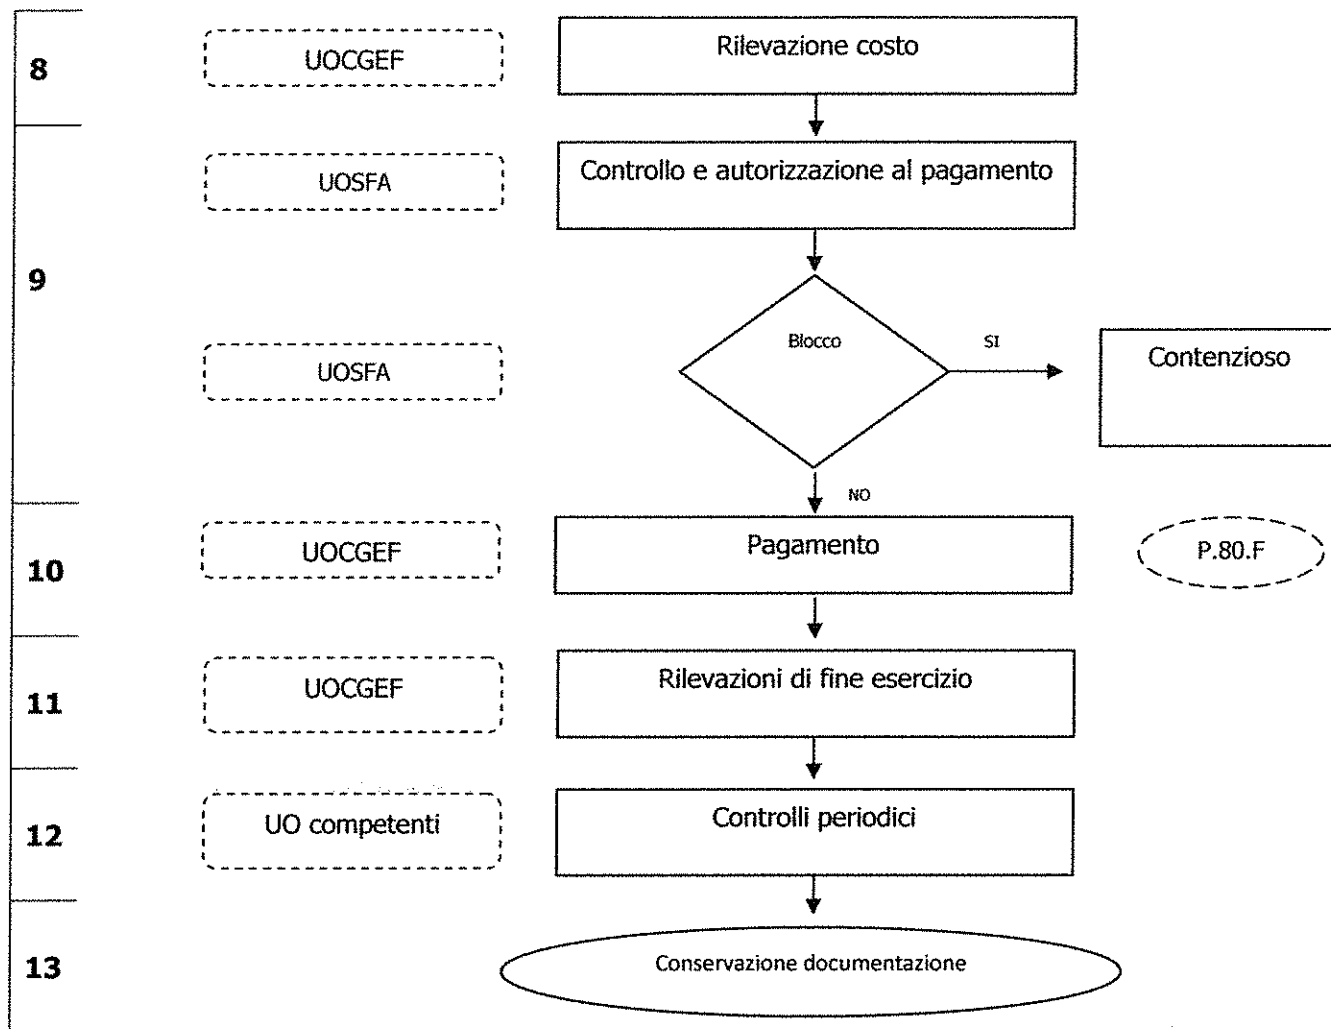 8
UOCGEF
Rilevazione costo
UOSFA
Controllo e autorizzazione al pagamento
9
UOSFA
Blocco
SI
Contenzioso
NO
10
UOCGEF
Pagamento
P.80.F
11
UOCGEF
Rilevazioni di fine esercizio
12
UO competenti
Controlli periodici
13
Conservazione documentazione